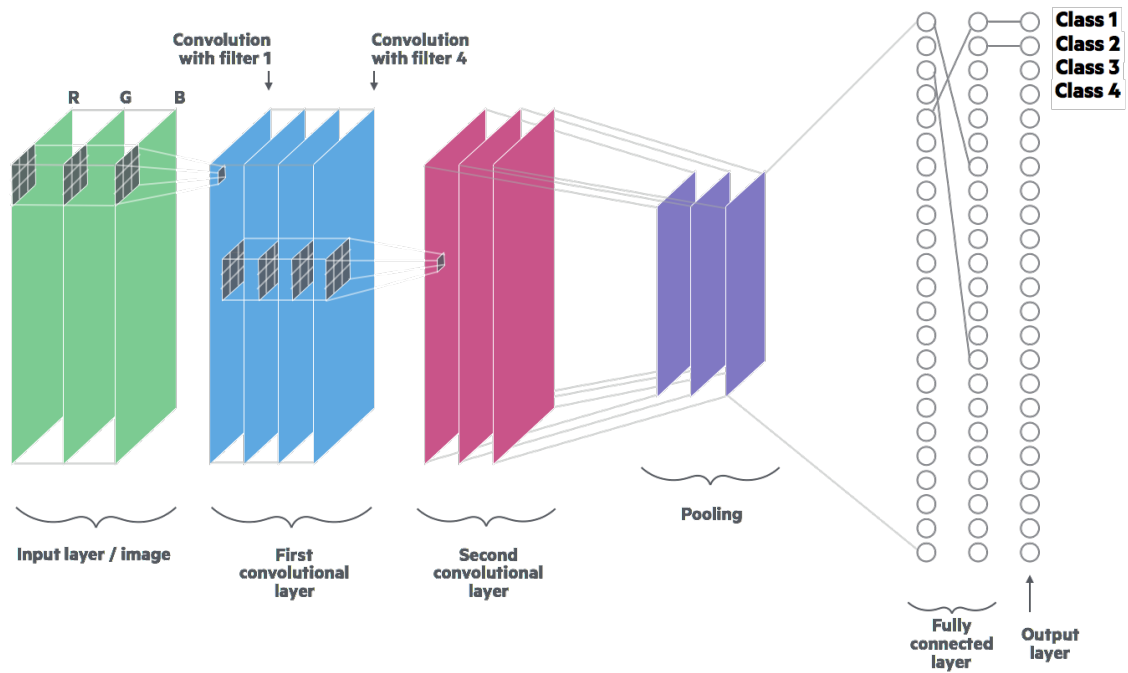 Convolution
with filter 1
Convolution
with filter 4
R G B
Class 1
Class 2
Class 3
Class 4
Input layer / image
First
convolutional
layer
Second
convolutional
layer
Pooling
Fully
connected
layer
Output
layer